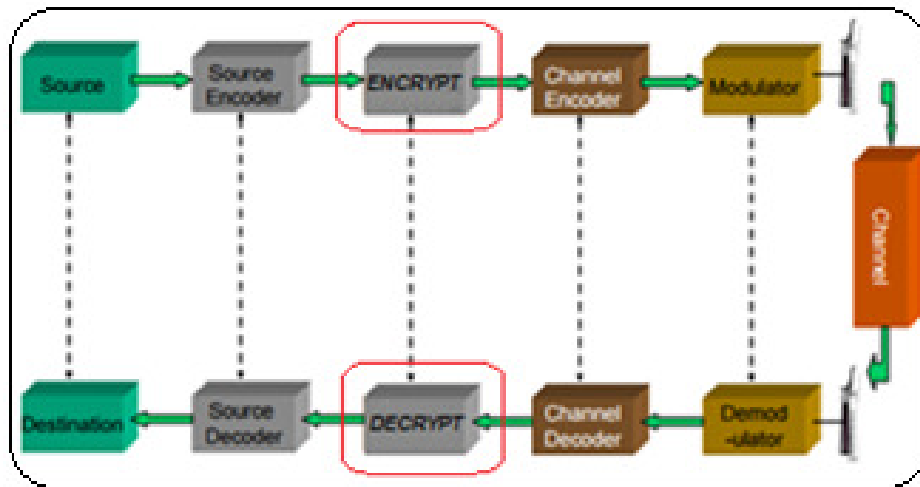 Source
Source
Encoder
ENCRYPT
Channel
Encoder
Modulator
Channel
Destination
Source
Decoder
DECRYPT
Channel
Decoder
Demod
-ulator